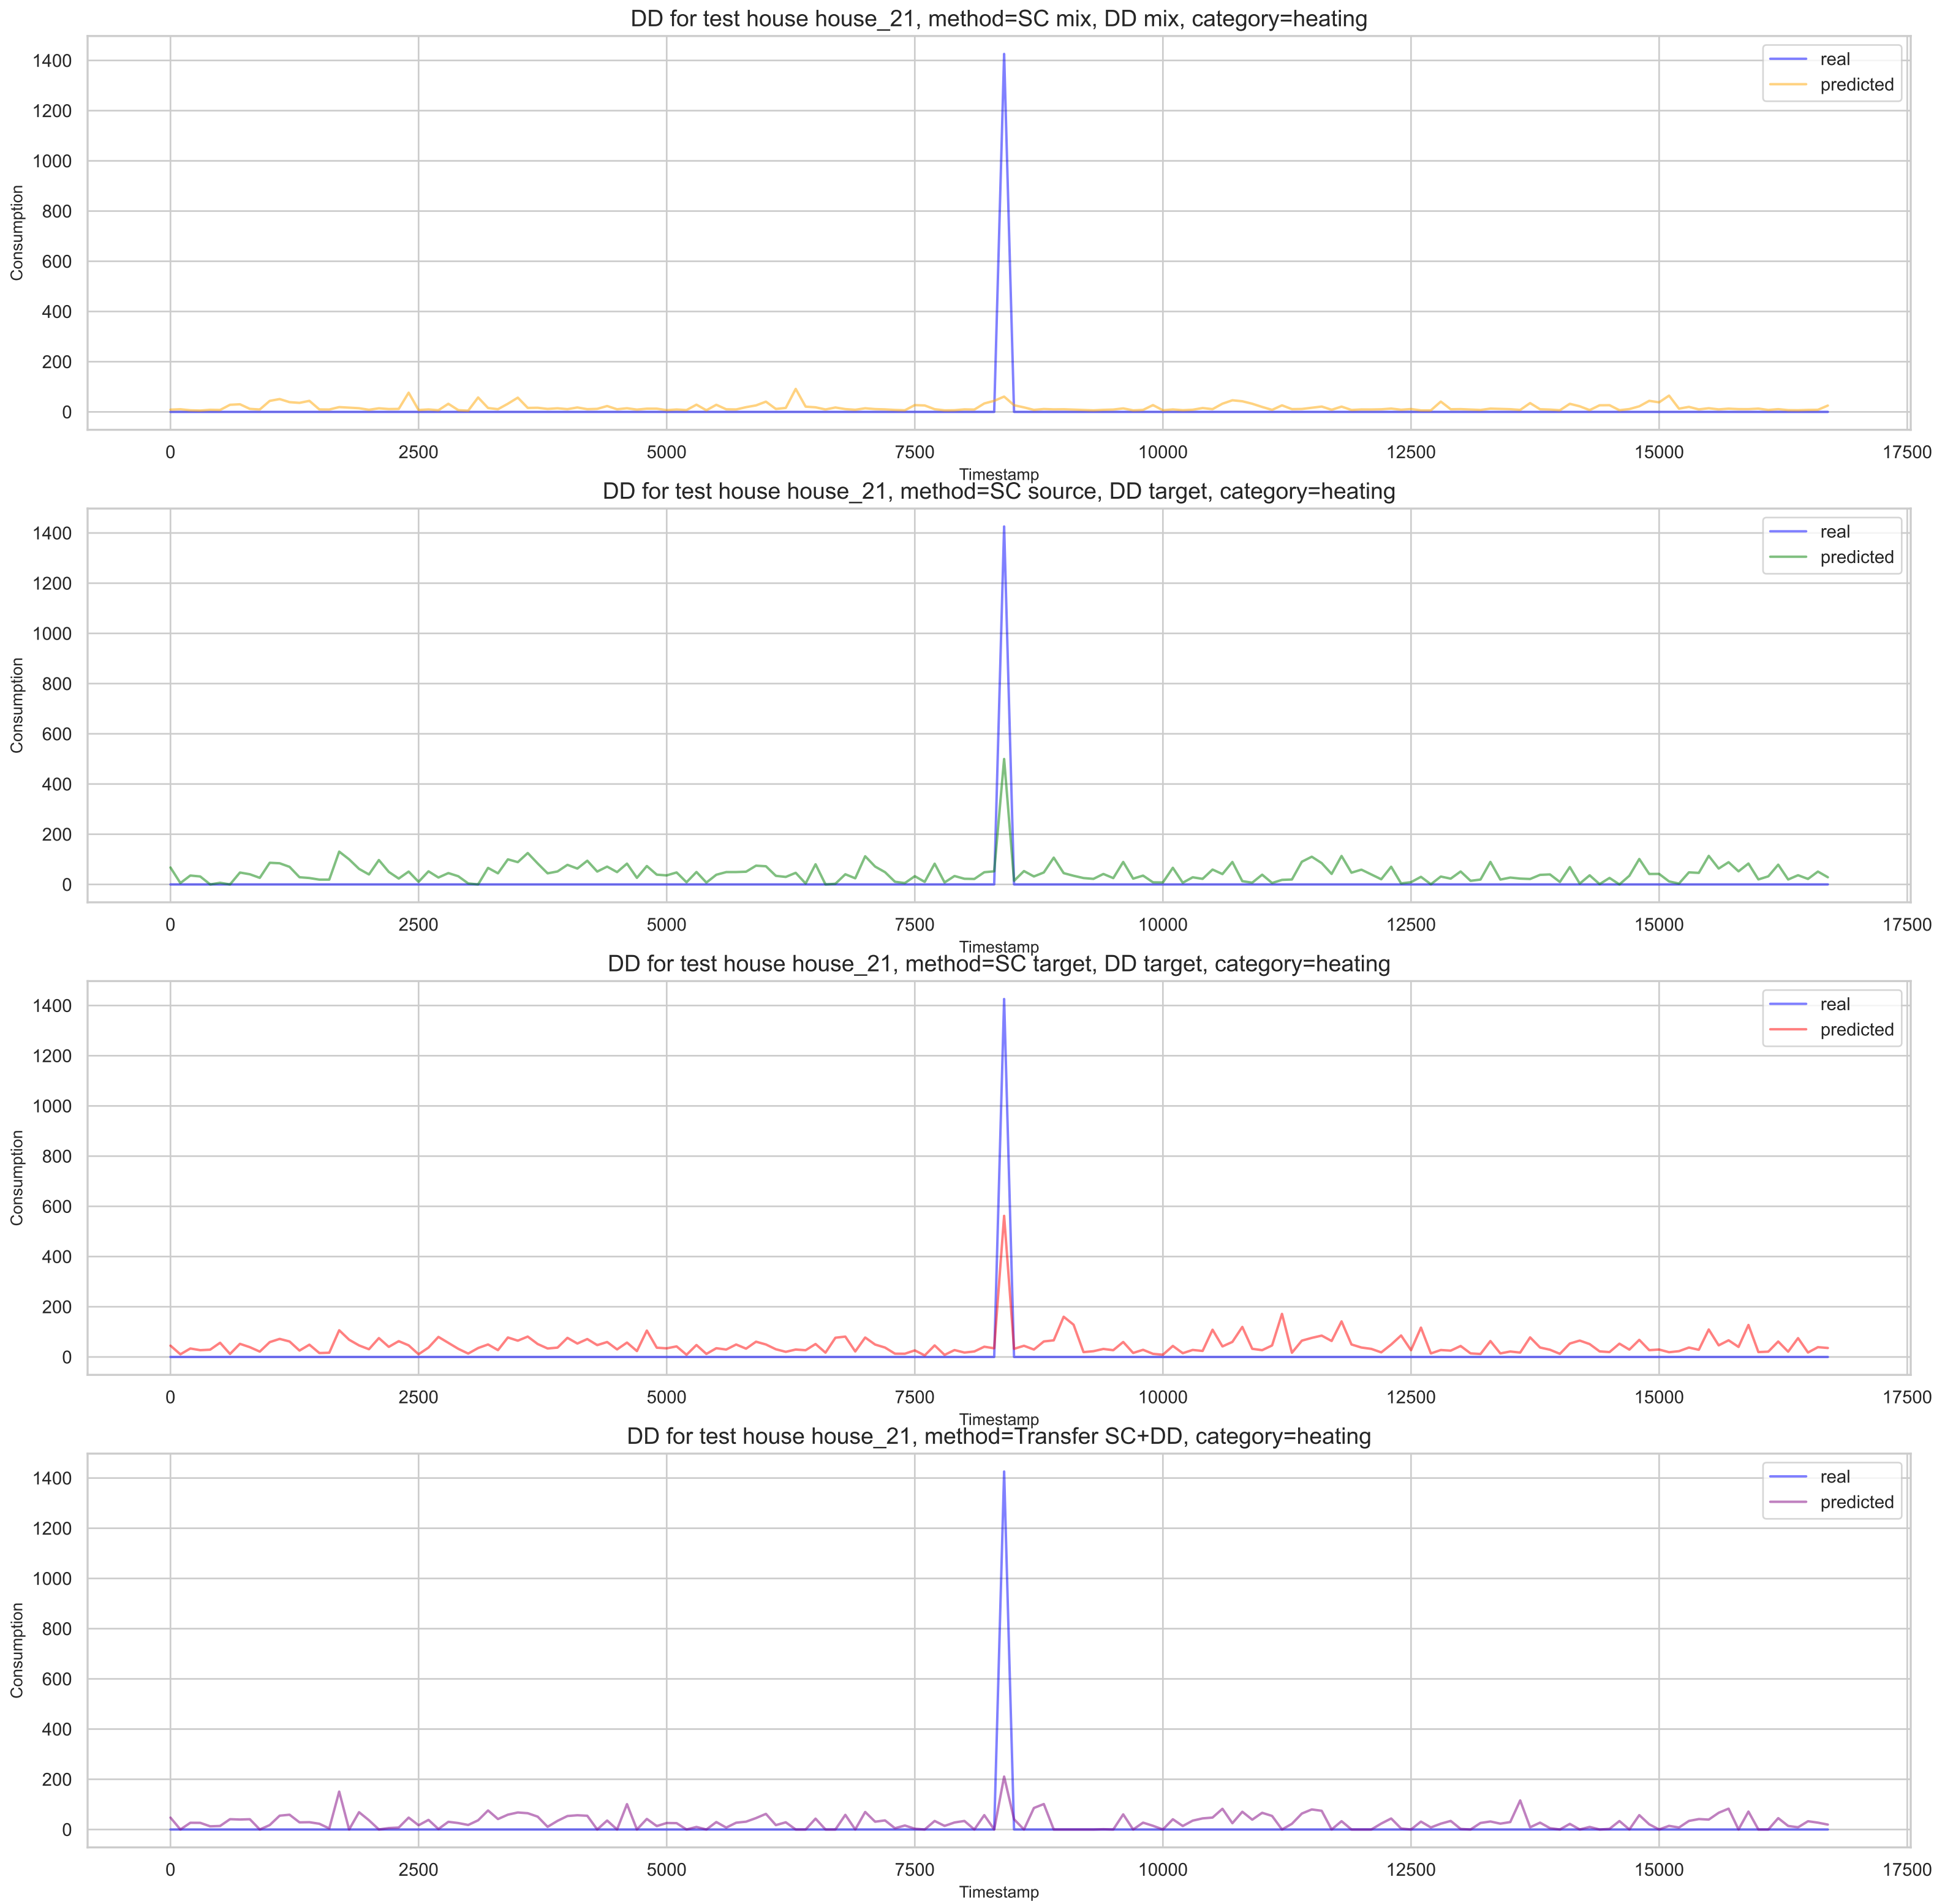 DD for test house house_21, method=SC mix, DD mix, category=heating
real
predicted
Consumption
1400
1200
1000
800
600
400
200
0
0 2500 5000 7500 10000 12500 15000 17500
Timestamp
DD for test house house_21, method=SC source, DD target, category=heating
real
predicted
Consumption
1400
1200
1000
800
600
400
200
0
0 2500 5000 7500 10000 12500 15000 17500
Timestamp
DD for test house house_21, method=SC target, DD target, category=heating
real
predicted
Consumption
1400
1200
1000
800
600
400
200
0
0 2500 5000 7500 10000 12500 15000 17500
Timestamp
DD for test house house_21, method=Transfer SC+DD, category=heating
real
predicted
Consumption
1400
1200
1000
800
600
400
200
0
0 2500 5000 7500 10000 12500 15000 17500
Timestamp